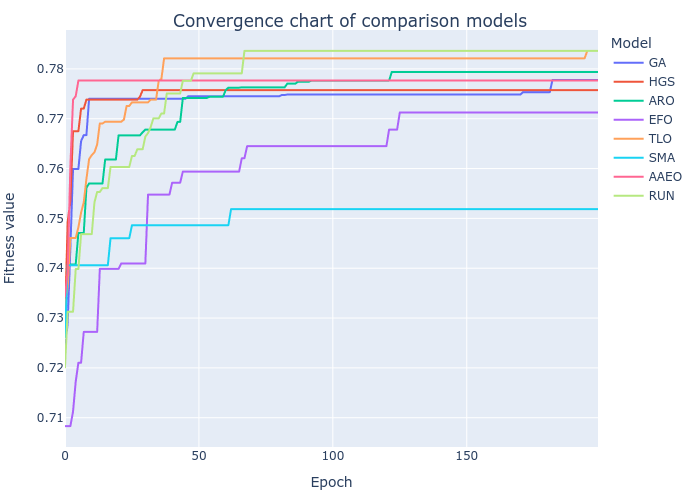 Convergence chart of comparison models
Model
GA
HGS
ARO
EFO
TLO
SMA
AAEO
RUN
Fitness value
0.78
0.77
0.76
0.75
0.74
0.73
0.72
0.71
0
50
100
150
Epoch